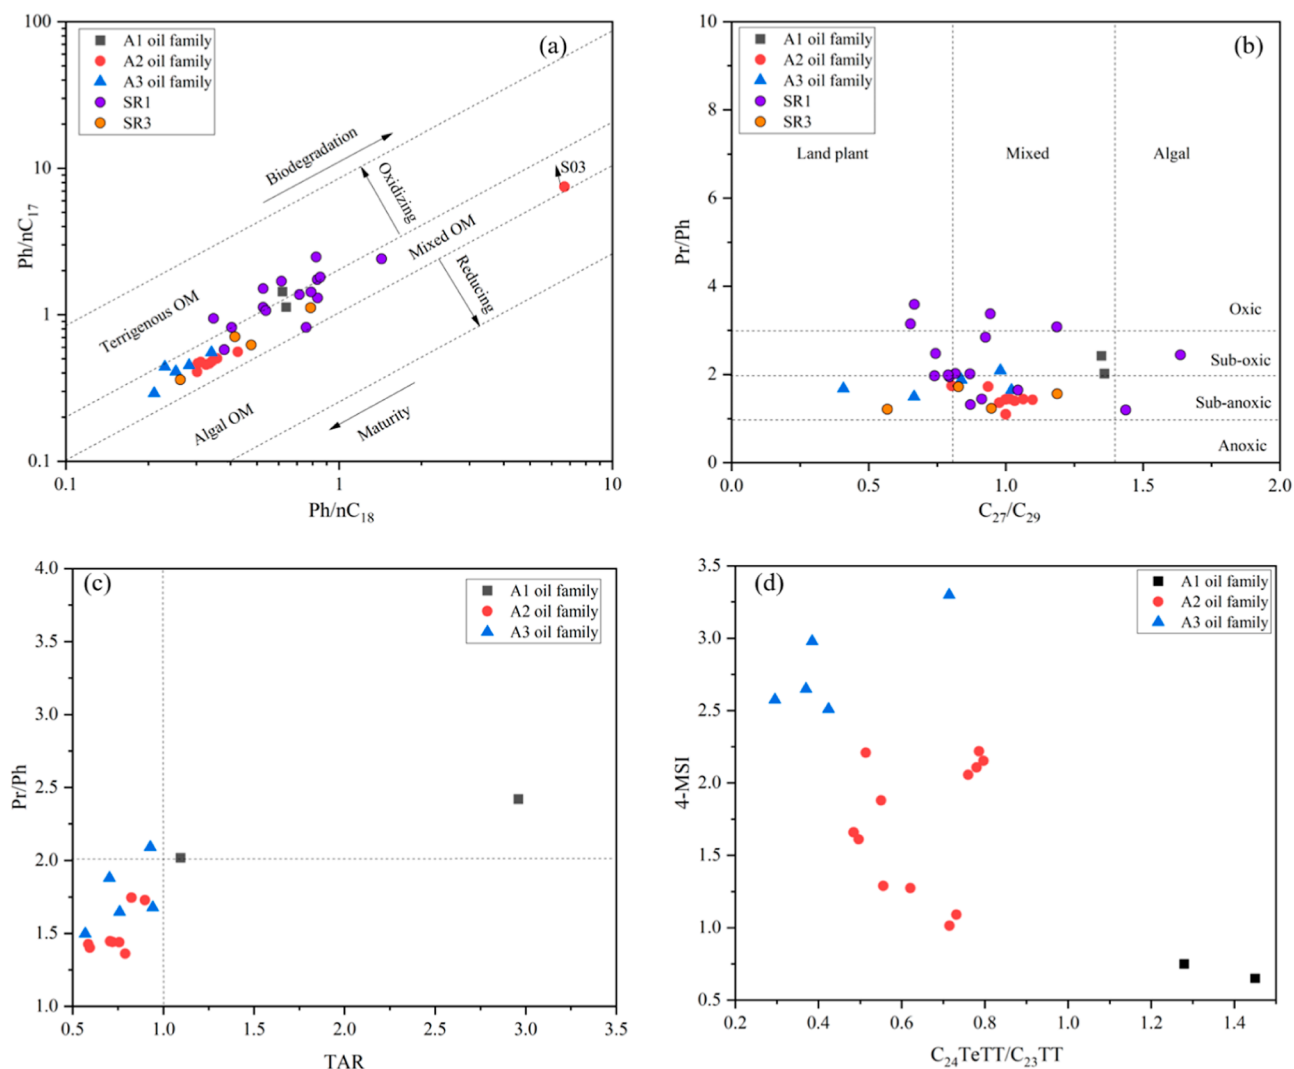 (a)
A1 oil family
A2 oil family
A3 oil family
SR1
SR3
Biodegradation
Oxidizing
S03
Mixed OM
Reducing
Terrigenous OM
Algal OM
Maturity
100
10
1
0.1
Ph/nC17
0.1
1
10
Ph/nC18
(b)
A1 oil family
A2 oil family
A3 oil family
SR1
SR3
Land plant
Mixed
Algal
Oxic
Sub-oxic
Sub-anoxic
Anoxic
10
8
6
4
2
0
Pr/Ph
0.0
0.5
1.0
1.5
2.0
C27/C29
(c)
A1 oil family
A2 oil family
A3 oil family
4.0
3.5
3.0
2.5
2.0
1.5
1.0
Pr/Ph
0.5
1.0
1.5
2.0
2.5
3.0
3.5
TAR
(d)
A1 oil family
A2 oil family
A3 oil family
3.5
3.0
2.5
2.0
1.5
1.0
0.5
4-MSI
0.2
0.4
0.6
0.8
1.0
1.2
1.4
C24TeTT/C23TT